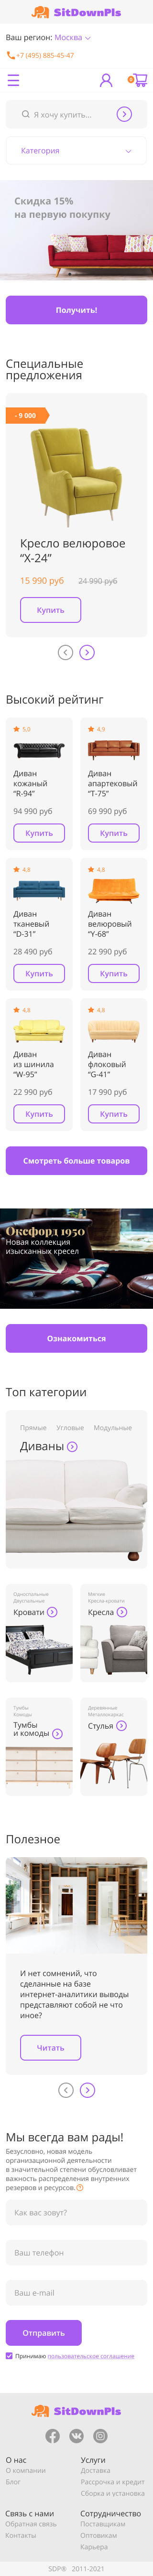 SitDownPls
Ваш регион: Москва
+7 (495) 885-45-47
0
Я хочу купить...
Категория
Скидка 15%
на первую покупку
Получить!
Специальные
предложения
- 9 000
Кресло велюровое
“Х-24”
15 990 руб 24 990 руб
Купить
Высокий рейтинг
5,0
Диван
кожаный
“R-94”
94 990 руб
Купить
4,9
Диван
апартековый
“T-75”
69 990 руб
Купить
4,8
Диван
тканевый
“D-31”
28 490 руб
Купить
4,8
Диван
велюровый
“Y-68”
22 990 руб
Купить
4,8
Диван
из шинила
“W-95”
22 990 руб
Купить
4,8
Диван
флоковый
“G-41”
17 990 руб
Купить
Смотреть больше товаров
Оксфорд 1950
Новая коллекция
изысканных кресел
Ознакомиться
Топ категории
Прямые Угловые Модульные
Диваны
Односпальные
Двуспальные
Кровати
Мягкие
Кресла-кровати
Кресла
Тумбы
Комоды
Тумбы
и комоды
Деревянные
Металлокаркас
Стулья
Полезное
И нет сомнений, что
сделанные на базе
интернет-аналитики выводы
представляют собой не что
иное?
Читать
Мы всегда вам рады!
Безусловно, новая модель
организационной деятельности
в значительной степени обусловливает
важность распределения внутренних
резервов и ресурсов.
Как вас зовут?
Ваш телефон
Ваш e-mail
Отправить
Принимаю пользовательское соглашение
SitDownPls
О нас
О компании
Блог
Услуги
Доставка
Рассрочка и кредит
Сборка и установка
Связь с нами
Обратная связь
Контакты
Сотрудничество
Поставщикам
Оптовикам
Карьера
SDP® 2011-2021